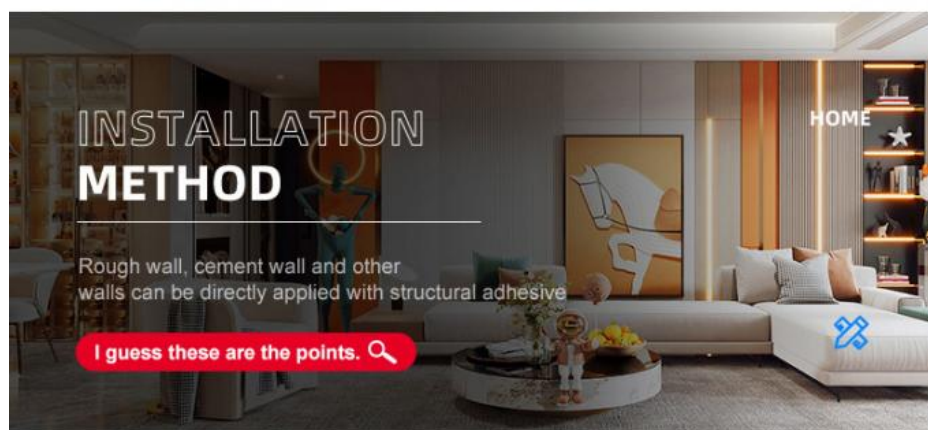 INSTALLATION
HOME
METHOD
Rough wall, cement wall and other
walls can be directly applied with structural adhesive
I guess these are the points.